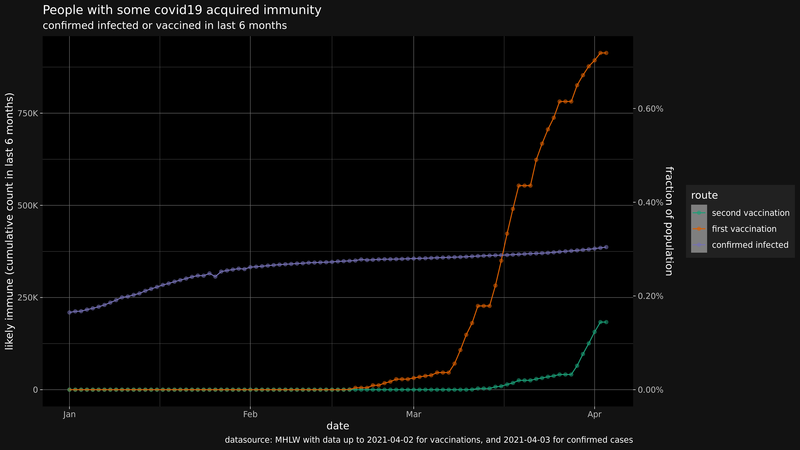 People with some covid19 acquired immunity
confirmed infected or vaccined in last 6 months
likely immune (cumulative count in last 6 months)
750K
500K
250K
0
0.60%
0.40%
0.20%
0.00%
fraction of population
route
second vaccination
first vaccination
confirmed infected
Jan
Feb
Mar
Apr
date
datasource: MHLW with data up to 2021-04-02 for vaccinations, and 2021-04-03 for confirmed cases